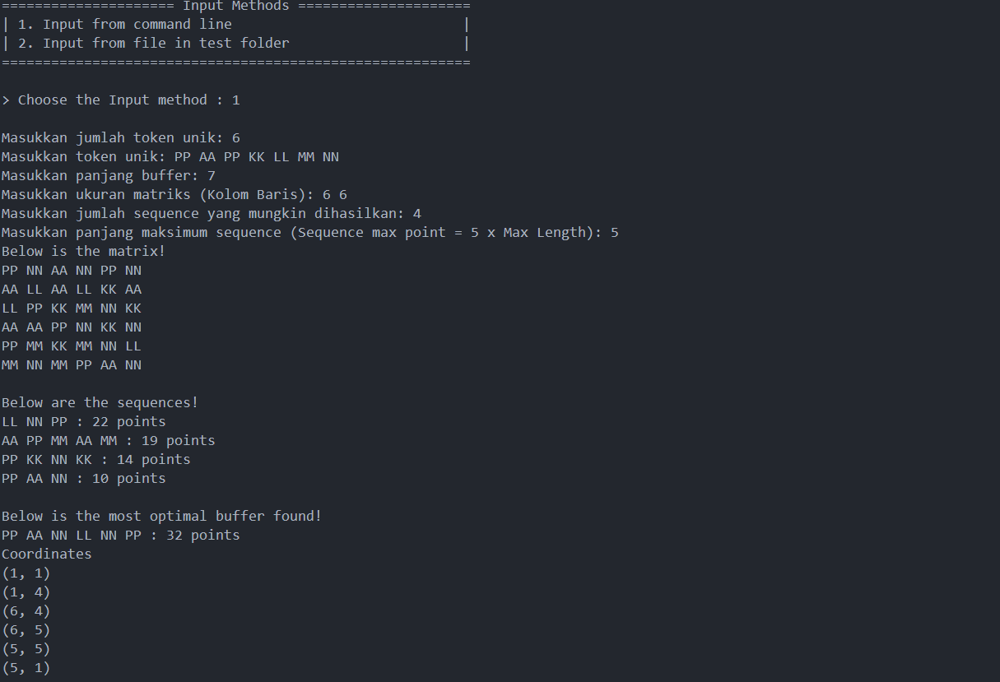 ===================== Input Methods =====================
| 1. Input from command line                            |
| 2. Input from file in test folder                     |
=========================================================
> Choose the Input method : 1
Masukkan jumlah token unik: 6
Masukkan token unik: PP AA PP KK LL MM NN
Masukkan panjang buffer: 7
Masukkan ukuran matriks (Kolom Baris): 6 6
Masukkan jumlah sequence yang mungkin dihasilkan: 4
Masukkan panjang maksimum sequence (Sequence max point = 5 x Max Length): 5
Below is the matrix!
PP NN AA NN PP NN
AA LL AA LL KK AA
LL PP KK MM NN KK
AA AA PP NN KK NN
PP MM KK MM NN LL
MM NN MM PP AA NN
Below are the sequences!
LL NN PP : 22 points
AA PP MM AA MM : 19 points
PP KK NN KK : 14 points
PP AA NN : 10 points
Below is the most optimal buffer found!
PP AA NN LL NN PP : 32 points
Coordinates
(1, 1)
(1, 4)
(6, 4)
(6, 5)
(5, 5)
(5, 1)